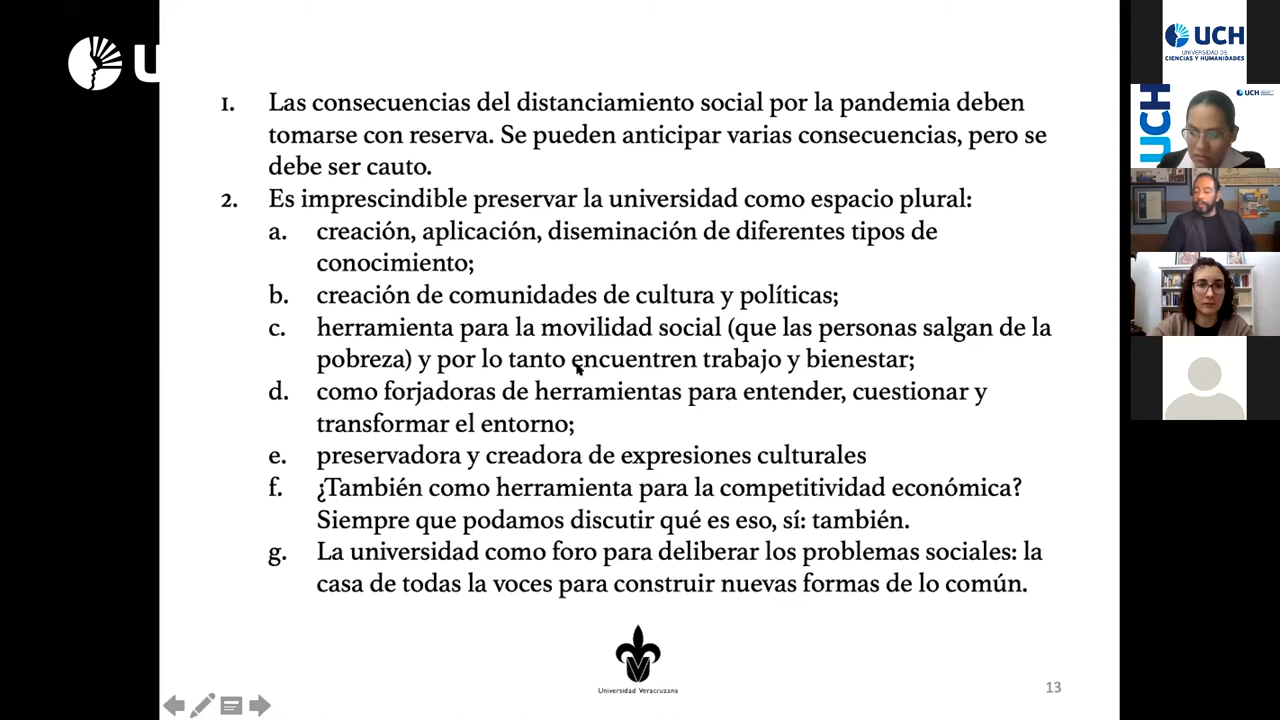 U
1. Las consecuencias del distanciamiento social por la pandemia deben
tomarse con reserva. Se pueden anticipar varias consecuencias, pero se
debe ser cauto.
2. Es imprescindible preservar la universidad como espacio plural:
a. creación, aplicación, diseminación de diferentes tipos de
conocimiento;
b. creación de comunidades de cultura y políticas;
c. herramienta para la movilidad social (que las personas salgan de la
pobreza) y por lo tanto encuentren trabajo y bienestar;
d. como forjadoras de herramientas para entender, cuestionar y
transformar el entorno;
e. preservadora y creadora de expresiones culturales
f. ¿También como herramienta para la competitividad económica?
Siempre que podamos discutir qué es eso, sí: también.
g. La universidad como foro para deliberar los problemas sociales: la
casa de todas la voces para construir nuevas formas de lo común.
Universidad Veracruzana
13
UCH
UNIVERSIDAD DE
CIENCIAS Y HUMANIDADES
UCH
UCH